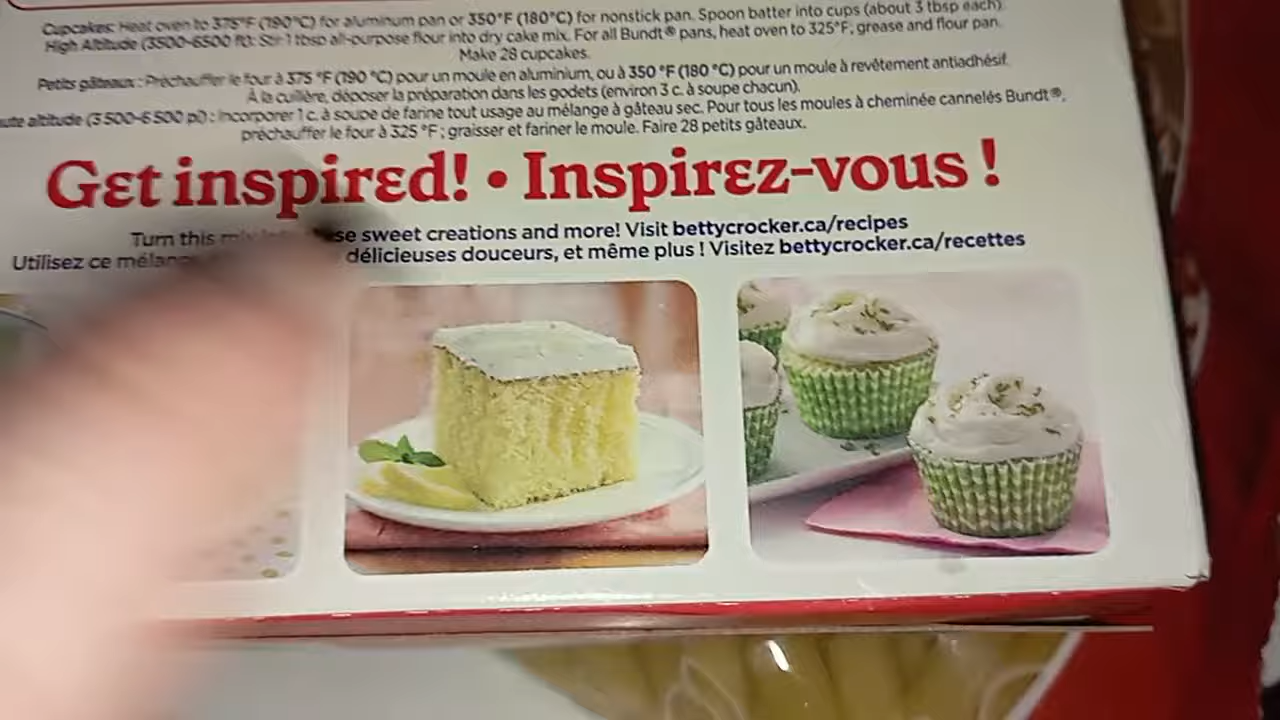 Cupcakes: Heat oven to 375°F (190°C) for aluminum pan or 350°F (180°C) for nonstick pan. Spoon batter into cups (about 3 tbsp each).
High Altitude (3500-6500 ft): Stir 1 tbsp all-purpose flour into dry cake mix. For all Bundt® pans, heat oven to 325°F; grease and flour pan.
Make 28 cupcakes.
Petits gâteaux : Préchauffer le four à 375 °F (190 °C) pour un moule en aluminium, ou à 350 °F (180 °C) pour un moule à revêtement antiadhésif.
À la cuillère, déposer la préparation dans les godets (environ 3 c. à soupe chacun).
altitude (3 500-6 500 pi) : Incorporer 1 c. à soupe de farine tout usage au mélange à gâteau sec. Pour tous les moules à cheminée cannelés Bundt®,
préchauffer le four à 325 °F ; graisser et fariner le moule. Faire 28 petits gâteaux.
Get inspired! • Inspirez-vous !
Turn this sweet creations and more! Visit bettycrocker.ca/recipes
Utilisez ce délicieuses douceurs, et même plus ! Visitez bettycrocker.ca/recettes